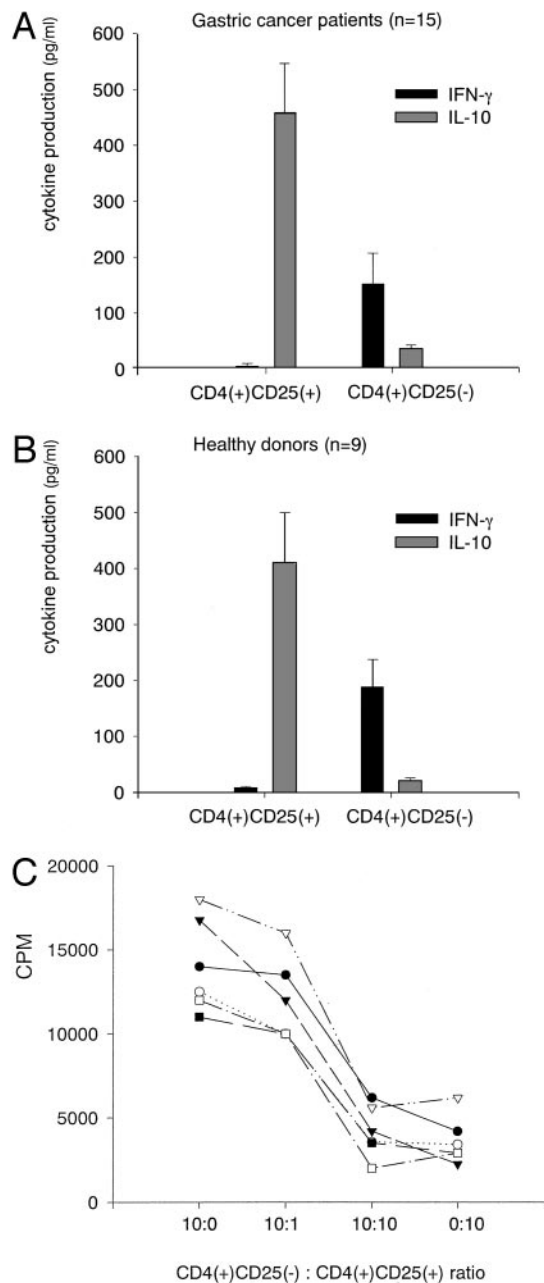 A
Gastric cancer patients (n=15)
cytokine production (pg/ml)
600
500
400
300
200
100
0
IFN-γ
IL-10
CD4(+)CD25(+)
CD4(+)CD25(-)
B
Healthy donors (n=9)
cytokine production (pg/ml)
600
500
400
300
200
100
0
IFN-γ
IL-10
CD4(+)CD25(+)
CD4(+)CD25(-)
C
CPM
20000
15000
10000
5000
0
10:0
10:1
10:10
0:10
CD4(+)CD25(-) : CD4(+)CD25(+) ratio